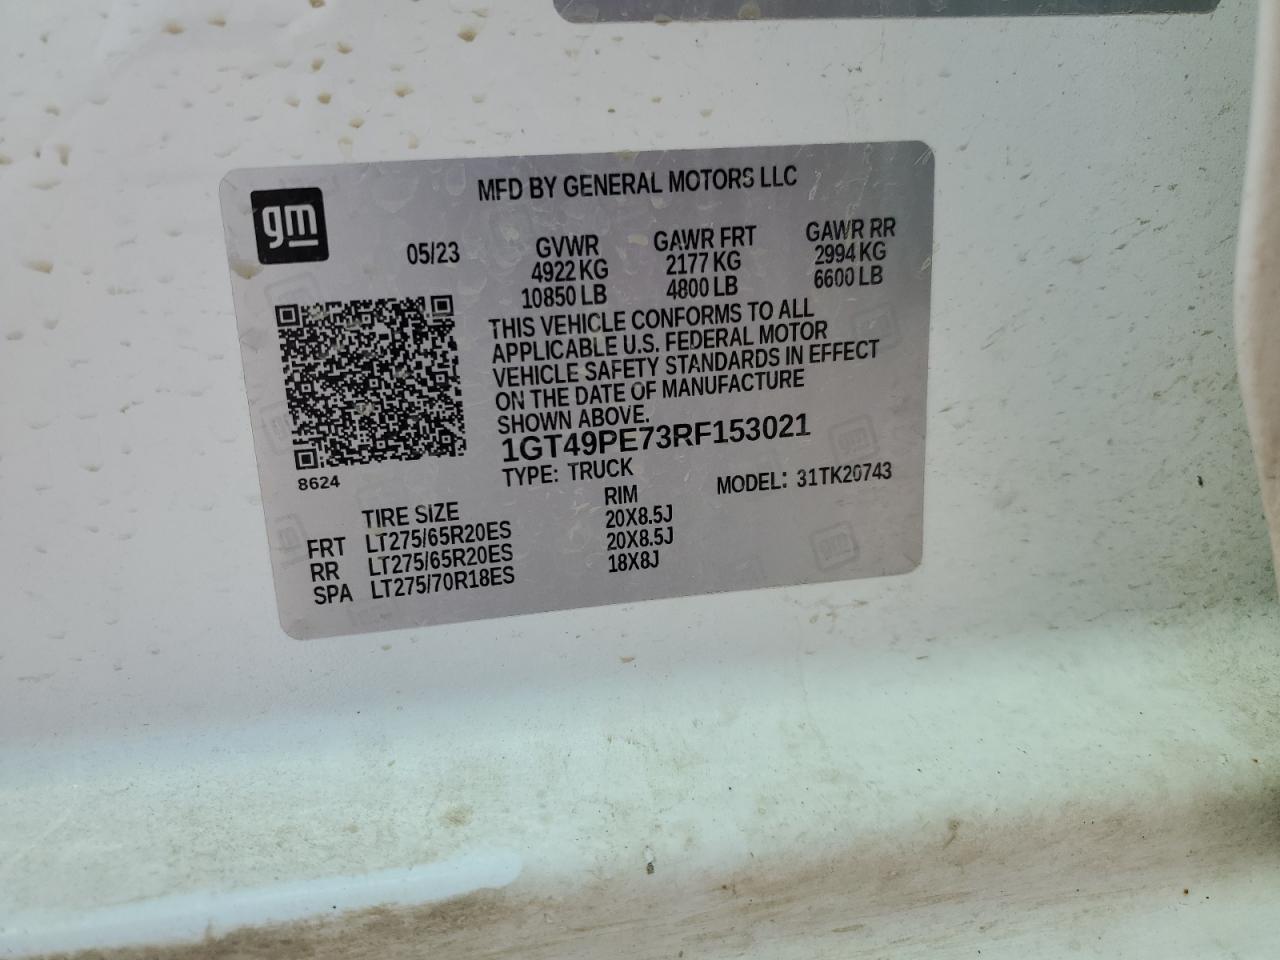 gm
MFD BY GENERAL MOTORS LLC
05/23
GVWR
4922 KG
10850 LB
GAWR FRT
2177 KG
4800 LB
GAWR RR
2994 KG
6600 LB
THIS VEHICLE CONFORMS TO ALL
APPLICABLE U.S. FEDERAL MOTOR
VEHICLE SAFETY STANDARDS IN EFFECT
ON THE DATE OF MANUFACTURE
SHOWN ABOVE.
1GT49PE73RF153021
TYPE: TRUCK
MODEL: 31TK20743
8624
TIRE SIZE RIM
FRT LT275/65R20ES 20X8.5J
RR LT275/65R20ES 20X8.5J
SPA LT275/70R18ES 18X8J